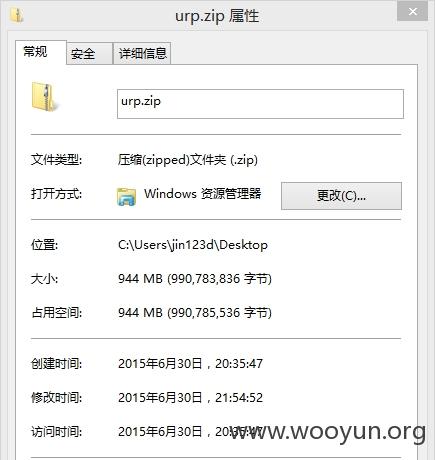 urp.zip 属性
常规 安全 详细信息
urp.zip
文件类型: 压缩(zipped)文件夹 (.zip)
打开方式: Windows 资源管理器 更改(C)...
位置: C:\Users\jin123d\Desktop
大小: 944 MB (990,783,836 字节)
占用空间: 944 MB (990,785,536 字节)
创建时间: 2015年6月30日，20:35:47
修改时间: 2015年6月30日，21:54:52
访问时间: 2015年6月30日，20:35:47
www.wooyun.org